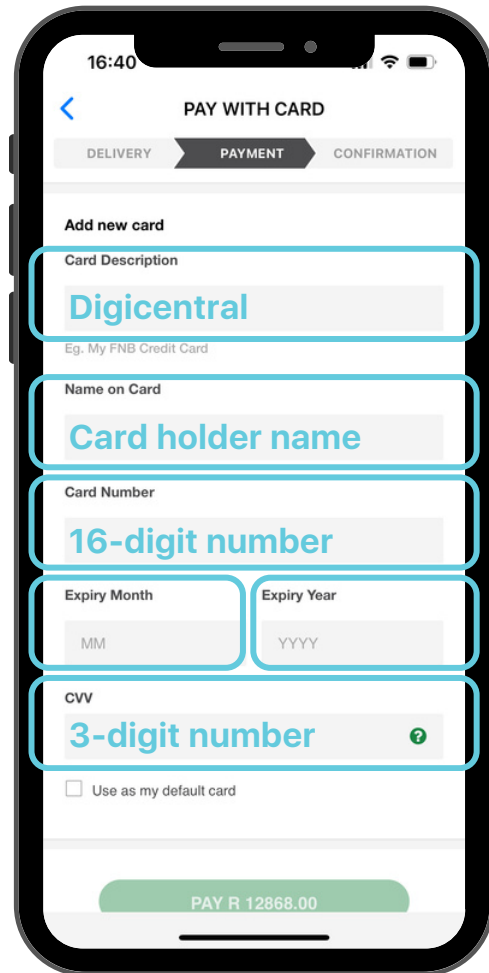 16:40
PAY WITH CARD
DELIVERY PAYMENT CONFIRMATION
Add new card
Card Description
Digicentral
Eg. My FNB Credit Card
Name on Card
Card holder name
Card Number
16-digit number
Expiry Month Expiry Year
MM YYYY
CVV
3-digit number ?
Use as my default card
PAY R 12868.00